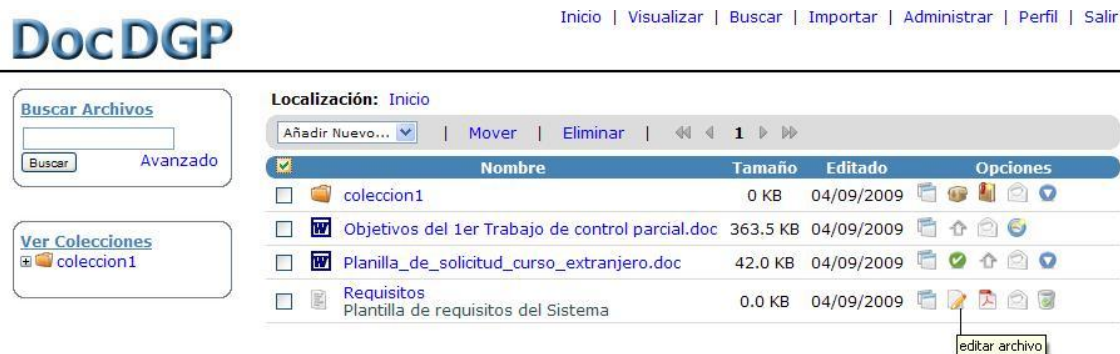 Inicio | Visualizar | Buscar | Importar | Administrar | Perfil | Salir
DocDGP
Buscar Archivos
Buscar Avanzado
Ver Colecciones
coleccion1
Localización: Inicio
Añadir Nuevo... | Mover | Eliminar | 1
Nombre Tamaño Editado Opciones
coleccion1 0 KB 04/09/2009
Objetivos del 1er Trabajo de control parcial.doc 363.5 KB 04/09/2009
Planilla_de_solicitud_curso_extranjero.doc 42.0 KB 04/09/2009
Requisitos 0.0 KB 04/09/2009
Plantilla de requisitos del Sistema
editar archivo